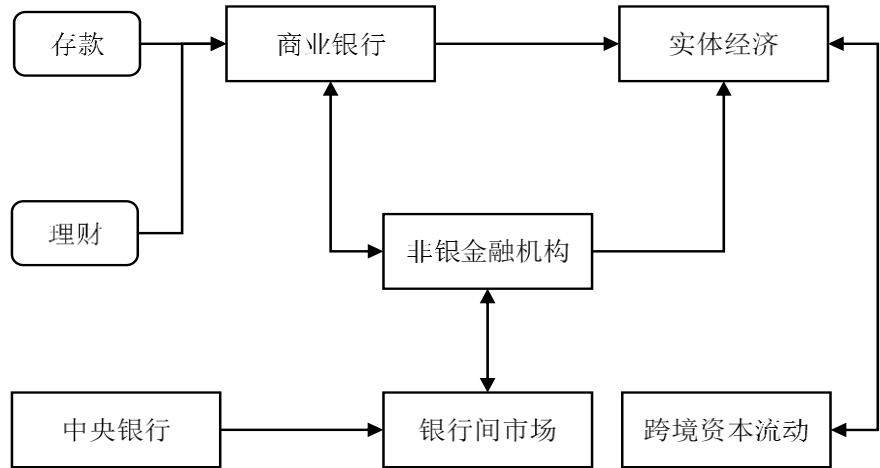 存款
商业银行
实体经济
理财
非银金融机构
中央银行
银行间市场
跨境资本流动